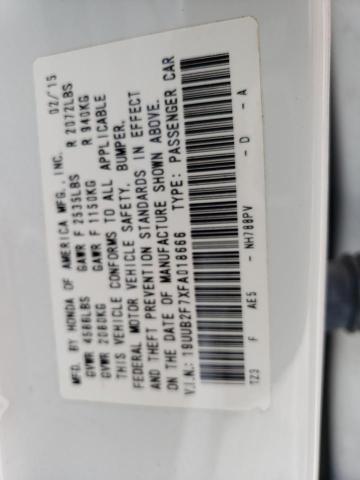 MFD. BY HONDA OF AMERICA MFG., INC. 02/15
GVWR 4586LBS GAWR F 2535LBS R 2072LBS
GVWR 2080KG GAWR F 1150KG R 940KG
THIS VEHICLE CONFORMS TO ALL APPLICABLE
FEDERAL MOTOR VEHICLE SAFETY, BUMPER,
AND THEFT PREVENTION STANDARDS IN EFFECT
ON THE DATE OF MANUFACTURE SHOWN ABOVE.
V.I.N.: 19UUB2F7XFA018666 TYPE: PASSENGER CAR
TZ3 F AE5 - NH788PV - D - A